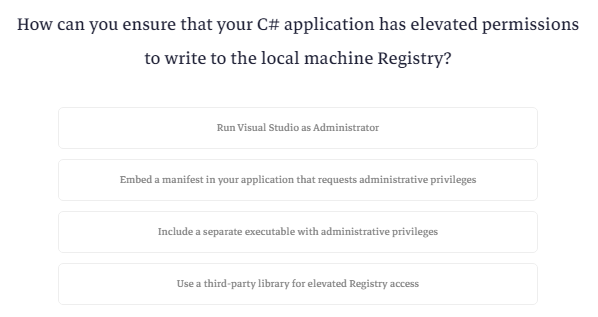 How can you ensure that your C# application has elevated permissions
to write to the local machine Registry?
Run Visual Studio as Administrator
Embed a manifest in your application that requests administrative privileges
Include a separate executable with administrative privileges
Use a third-party library for elevated Registry access